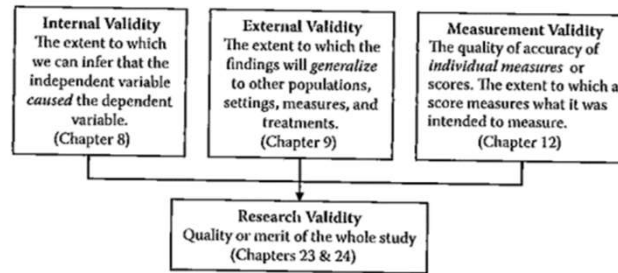 Internal Validity
The extent to which
we can infer that the
independent variable
caused the dependent
variable.
(Chapter 8)
External Validity
The extent to which the
findings will generalize
to other populations,
settings, measures, and
treatments.
(Chapter 9)
Measurement Validity
The quality of accuracy of
individual measures or
scores. The extent to which a
score measures what it was
intended to measure.
(Chapter 12)
Research Validity
Quality or merit of the whole study
(Chapters 23 & 24)